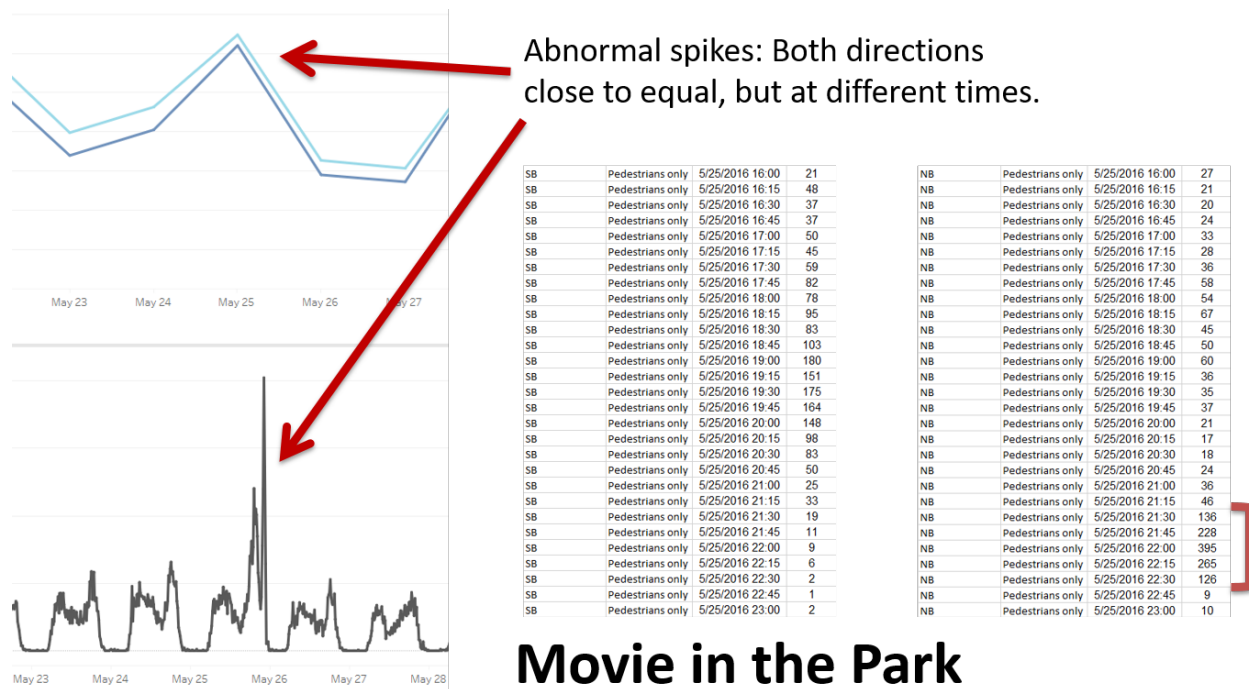 Abnormal spikes: Both directions
close to equal, but at different times.
May 23 May 24 May 25 May 26 May 27
May 23 May 24 May 25 May 26 May 27 May 28
SB Pedestrians only 5/25/2016 16:00 21
SB Pedestrians only 5/25/2016 16:15 48
SB Pedestrians only 5/25/2016 16:30 37
SB Pedestrians only 5/25/2016 16:45 37
SB Pedestrians only 5/25/2016 17:00 50
SB Pedestrians only 5/25/2016 17:15 45
SB Pedestrians only 5/25/2016 17:30 59
SB Pedestrians only 5/25/2016 17:45 82
SB Pedestrians only 5/25/2016 18:00 78
SB Pedestrians only 5/25/2016 18:15 95
SB Pedestrians only 5/25/2016 18:30 83
SB Pedestrians only 5/25/2016 18:45 103
SB Pedestrians only 5/25/2016 19:00 180
SB Pedestrians only 5/25/2016 19:15 151
SB Pedestrians only 5/25/2016 19:30 175
SB Pedestrians only 5/25/2016 19:45 164
SB Pedestrians only 5/25/2016 20:00 148
SB Pedestrians only 5/25/2016 20:15 98
SB Pedestrians only 5/25/2016 20:30 83
SB Pedestrians only 5/25/2016 20:45 50
SB Pedestrians only 5/25/2016 21:00 25
SB Pedestrians only 5/25/2016 21:15 33
SB Pedestrians only 5/25/2016 21:30 19
SB Pedestrians only 5/25/2016 21:45 11
SB Pedestrians only 5/25/2016 22:00 9
SB Pedestrians only 5/25/2016 22:15 6
SB Pedestrians only 5/25/2016 22:30 2
SB Pedestrians only 5/25/2016 22:45 1
SB Pedestrians only 5/25/2016 23:00 2
NB Pedestrians only 5/25/2016 16:00 27
NB Pedestrians only 5/25/2016 16:15 21
NB Pedestrians only 5/25/2016 16:30 20
NB Pedestrians only 5/25/2016 16:45 24
NB Pedestrians only 5/25/2016 17:00 33
NB Pedestrians only 5/25/2016 17:15 28
NB Pedestrians only 5/25/2016 17:30 36
NB Pedestrians only 5/25/2016 17:45 58
NB Pedestrians only 5/25/2016 18:00 54
NB Pedestrians only 5/25/2016 18:15 67
NB Pedestrians only 5/25/2016 18:30 45
NB Pedestrians only 5/25/2016 18:45 50
NB Pedestrians only 5/25/2016 19:00 60
NB Pedestrians only 5/25/2016 19:15 36
NB Pedestrians only 5/25/2016 19:30 35
NB Pedestrians only 5/25/2016 19:45 37
NB Pedestrians only 5/25/2016 20:00 21
NB Pedestrians only 5/25/2016 20:15 17
NB Pedestrians only 5/25/2016 20:30 18
NB Pedestrians only 5/25/2016 20:45 24
NB Pedestrians only 5/25/2016 21:00 36
NB Pedestrians only 5/25/2016 21:15 46
NB Pedestrians only 5/25/2016 21:30 136
NB Pedestrians only 5/25/2016 21:45 228
NB Pedestrians only 5/25/2016 22:00 395
NB Pedestrians only 5/25/2016 22:15 265
NB Pedestrians only 5/25/2016 22:30 126
NB Pedestrians only 5/25/2016 22:45 9
NB Pedestrians only 5/25/2016 23:00 10
Movie in the Park